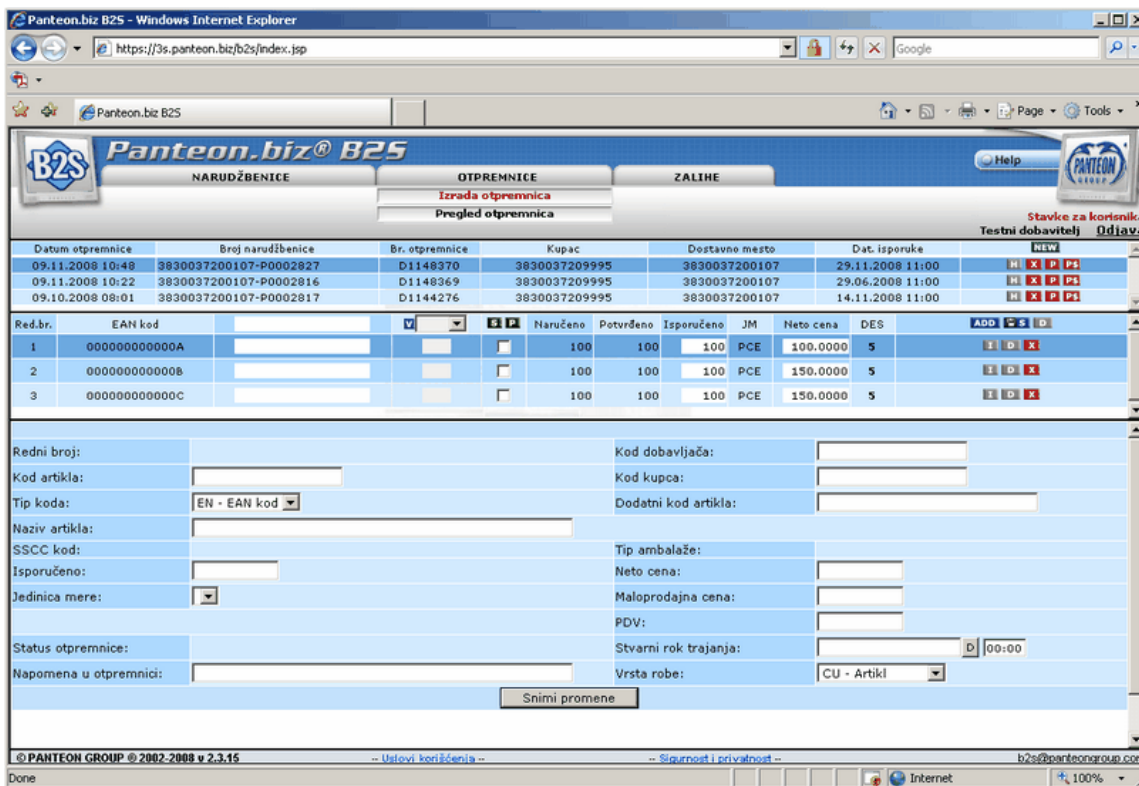 Panteon.biz B2S - Windows Internet Explorer
https://3s.panteon.biz/b2s/index.jsp
Google
Panteon.biz B2S
Page
Tools
B2S
Panteon.biz® B2S
Help
PANTEON GROUP
NARUDŽBENICE OTPREMNICE ZALIHE
Izrada otpremnica
Pregled otpremnica
Stavke za korisnik
Testni dobavitelj Odjava
Datum otpremnice Broj narudžbenice Br. otpremnice Kupac Dostavno mesto Dat. isporuke NEW
09.11.2008 10:48 3830037200107-P0002827 D1148370 3830037209995 3830037200107 29.11.2008 11:00 H X P PS
09.11.2008 10:22 3830037200107-P0002816 D1148369 3830037209995 3830037200107 29.06.2008 11:00 H X P PS
09.10.2008 08:01 3830037200107-P0002817 D1144276 3830037209995 3830037200107 14.11.2008 11:00 H X P PS
Red.br. EAN kod V S P Naručeno Potvrđeno Isporučeno JM Neto cena DES ADD S D
1 000000000000A 100 100 100 PCE 100.0000 5 I D X
2 000000000000B 100 100 100 PCE 150.0000 5 I D X
3 000000000000C 100 100 100 PCE 150.0000 5 I D X
Redni broj: Kod dobavljača:
Kod artikla: Kod kupca:
Tip koda: EN - EAN kod Dodatni kod artikla:
Naziv artikla:
SSCC kod: Tip ambalaže:
Isporučeno: Neto cena:
Jedinica mere: Maloprodajna cena:
PDV:
Status otpremnice: Stvarni rok trajanja: D 00:00
Napomena u otpremnici: Vrsta robe: CU - Artikl
Snimi promene
© PANTEON GROUP ® 2002-2008 v 2.3.15 -- Uslovi korišćenja -- -- Sigurnost i privatnost -- b2s@panteongroup.com
Done Internet 100%